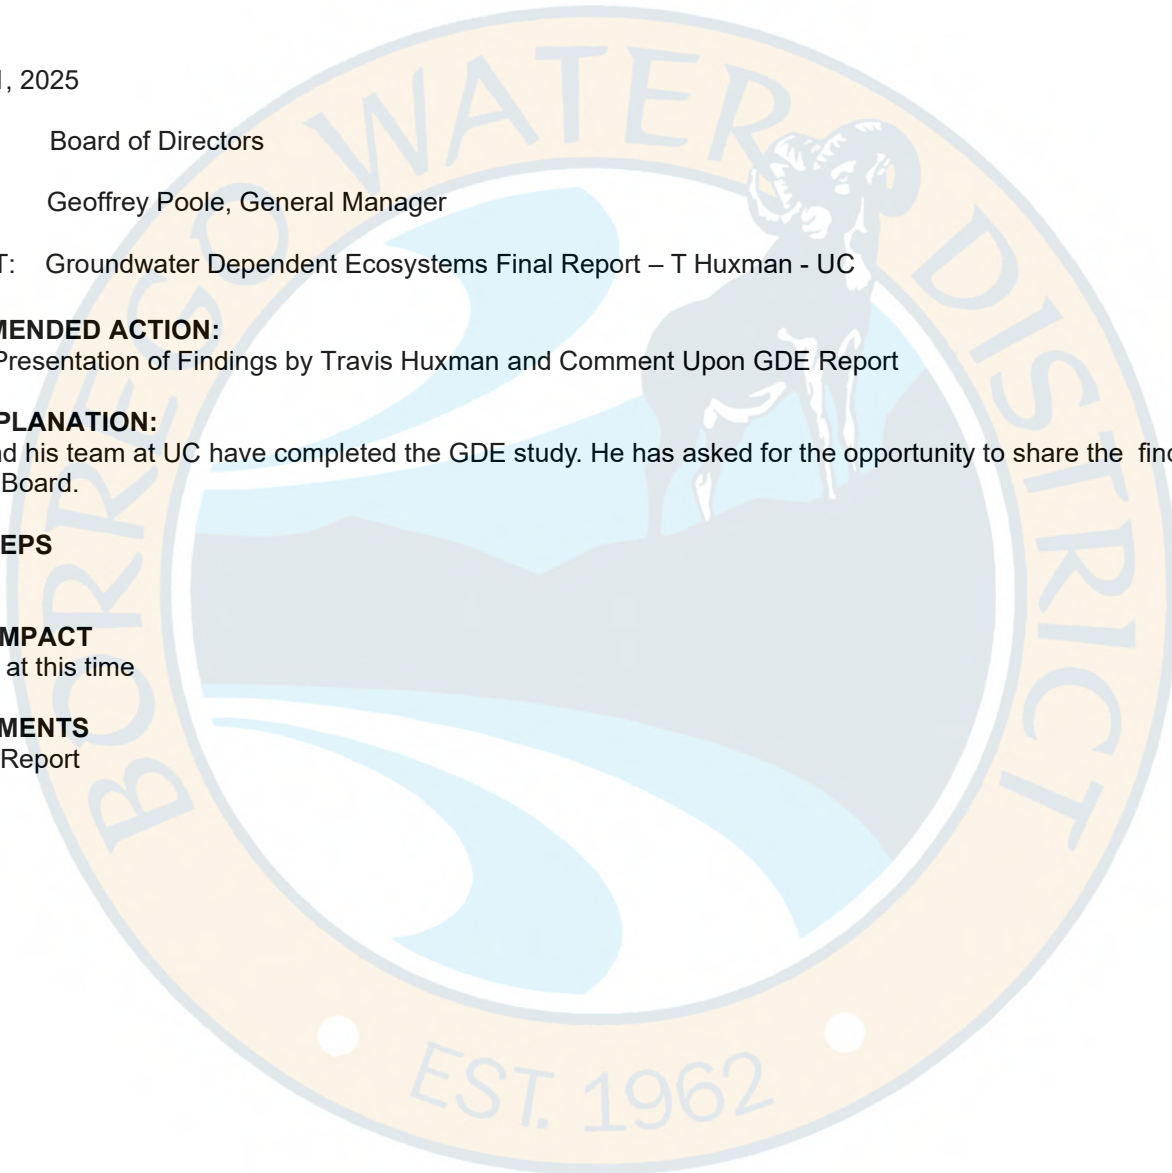 , 2025
Board of Directors
Geoffrey Poole, General Manager
T: Groundwater Dependent Ecosystems Final Report – T Huxman - UC
MENDED ACTION:
Presentation of Findings by Travis Huxman and Comment Upon GDE Report
PLANATION:
nd his team at UC have completed the GDE study. He has asked for the opportunity to share the find
Board.
EPS
MPACT
at this time
MENTS
Report
BORREGO WATER DISTRICT
EST. 1962